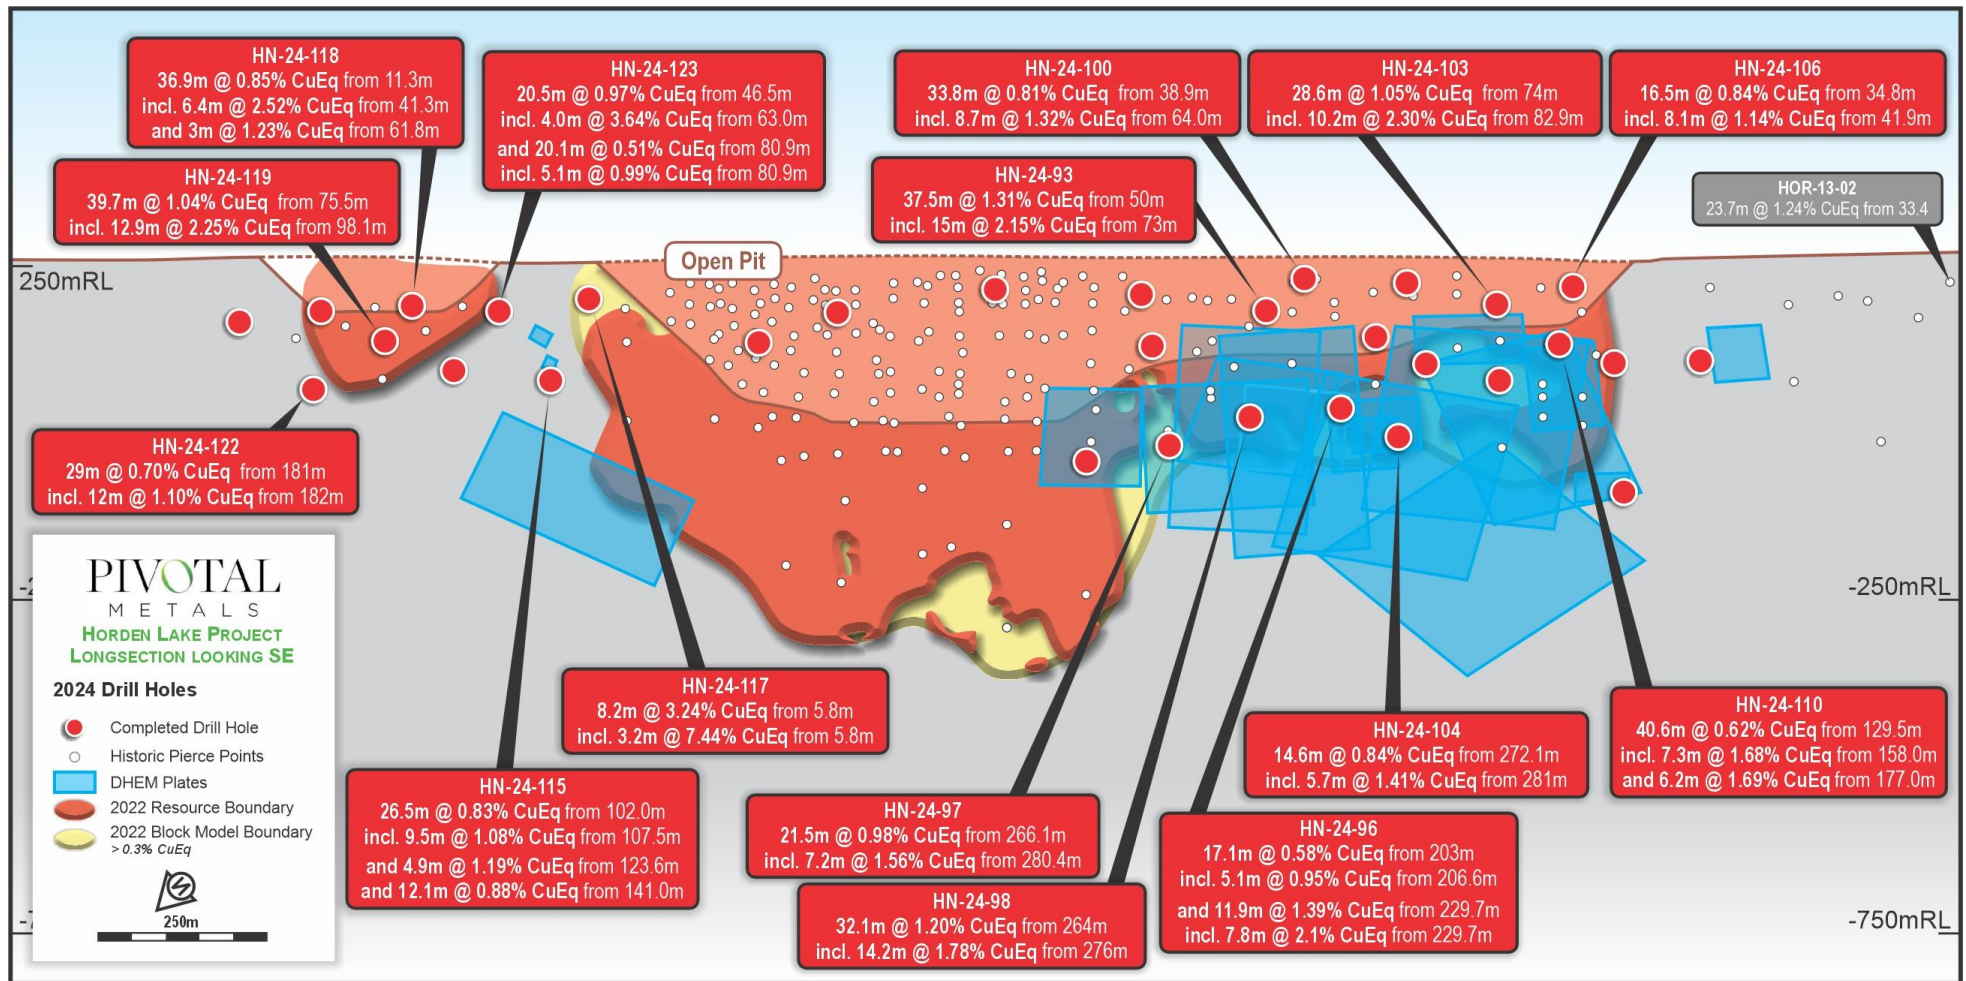 HN-24-118
36.9m @ 0.85% CuEq from 11.3m
incl. 6.4m @ 2.52% CuEq from 41.3m
and 3m @ 1.23% CuEq from 61.8m
HN-24-123
20.5m @ 0.97% CuEq from 46.5m
incl. 4.0m @ 3.64% CuEq from 63.0m
and 20.1m @ 0.51% CuEq from 80.9m
incl. 5.1m @ 0.99% CuEq from 80.9m
HN-24-100
33.8m @ 0.81% CuEq from 38.9m
incl. 8.7m @ 1.32% CuEq from 64.0m
HN-24-103
28.6m @ 1.05% CuEq from 74m
incl. 10.2m @ 2.30% CuEq from 82.9m
HN-24-106
16.5m @ 0.84% CuEq from 34.8m
incl. 8.1m @ 1.14% CuEq from 41.9m
HN-24-119
39.7m @ 1.04% CuEq from 75.5m
incl. 12.9m @ 2.25% CuEq from 98.1m
HN-24-93
37.5m @ 1.31% CuEq from 50m
incl. 15m @ 2.15% CuEq from 73m
HOR-13-02
23.7m @ 1.24% CuEq from 33.4
Open Pit
250mRL
HN-24-122
29m @ 0.70% CuEq from 181m
incl. 12m @ 1.10% CuEq from 182m
-250mRL
-750mRL
PIVOTAL
METALS
HORDEN LAKE PROJECT
LONGSECTION LOOKING SE
2024 Drill Holes
Completed Drill Hole
Historic Pierce Points
DHEM Plates
2022 Resource Boundary
2022 Block Model Boundary
> 0.3% CuEq
250m
HN-24-117
8.2m @ 3.24% CuEq from 5.8m
incl. 3.2m @ 7.44% CuEq from 5.8m
HN-24-115
26.5m @ 0.83% CuEq from 102.0m
incl. 9.5m @ 1.08% CuEq from 107.5m
and 4.9m @ 1.19% CuEq from 123.6m
and 12.1m @ 0.88% CuEq from 141.0m
HN-24-97
21.5m @ 0.98% CuEq from 266.1m
incl. 7.2m @ 1.56% CuEq from 280.4m
HN-24-98
32.1m @ 1.20% CuEq from 264m
incl. 14.2m @ 1.78% CuEq from 276m
HN-24-104
14.6m @ 0.84% CuEq from 272.1m
incl. 5.7m @ 1.41% CuEq from 281m
HN-24-96
17.1m @ 0.58% CuEq from 203m
incl. 5.1m @ 0.95% CuEq from 206.6m
and 11.9m @ 1.39% CuEq from 229.7m
incl. 7.8m @ 2.1% CuEq from 229.7m
HN-24-110
40.6m @ 0.62% CuEq from 129.5m
incl. 7.3m @ 1.68% CuEq from 158.0m
and 6.2m @ 1.69% CuEq from 177.0m